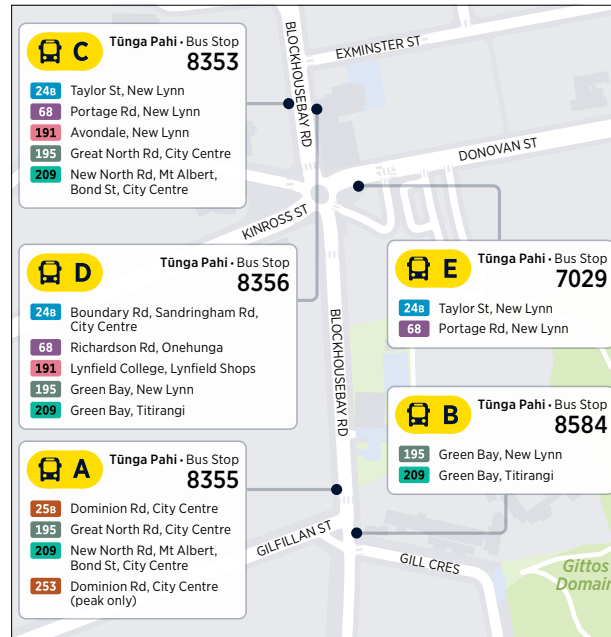 C
Tūnga Pahi • Bus Stop
8353
24B Taylor St, New Lynn
68 Portage Rd, New Lynn
191 Avondale, New Lynn
195 Great North Rd, City Centre
209 New North Rd, Mt Albert,
Bond St, City Centre
BLOCKHOUSEBAY RD
EXMINSTER ST
DONOVAN ST
KINROSS ST
D
Tūnga Pahi • Bus Stop
8356
24B Boundary Rd, Sandringham Rd,
City Centre
68 Richardson Rd, Onehunga
191 Lynfield College, Lynfield Shops
195 Green Bay, New Lynn
209 Green Bay, Titirangi
E
Tūnga Pahi • Bus Stop
7029
24B Taylor St, New Lynn
68 Portage Rd, New Lynn
BLOCKHOUSEBAY RD
B
Tūnga Pahi • Bus Stop
8584
195 Green Bay, New Lynn
209 Green Bay, Titirangi
A
Tūnga Pahi • Bus Stop
8355
25B Dominion Rd, City Centre
195 Great North Rd, City Centre
209 New North Rd, Mt Albert,
Bond St, City Centre
253 Dominion Rd, City Centre
(peak only)
GILFILLAN ST
GILL CRES
Gittos
Domain